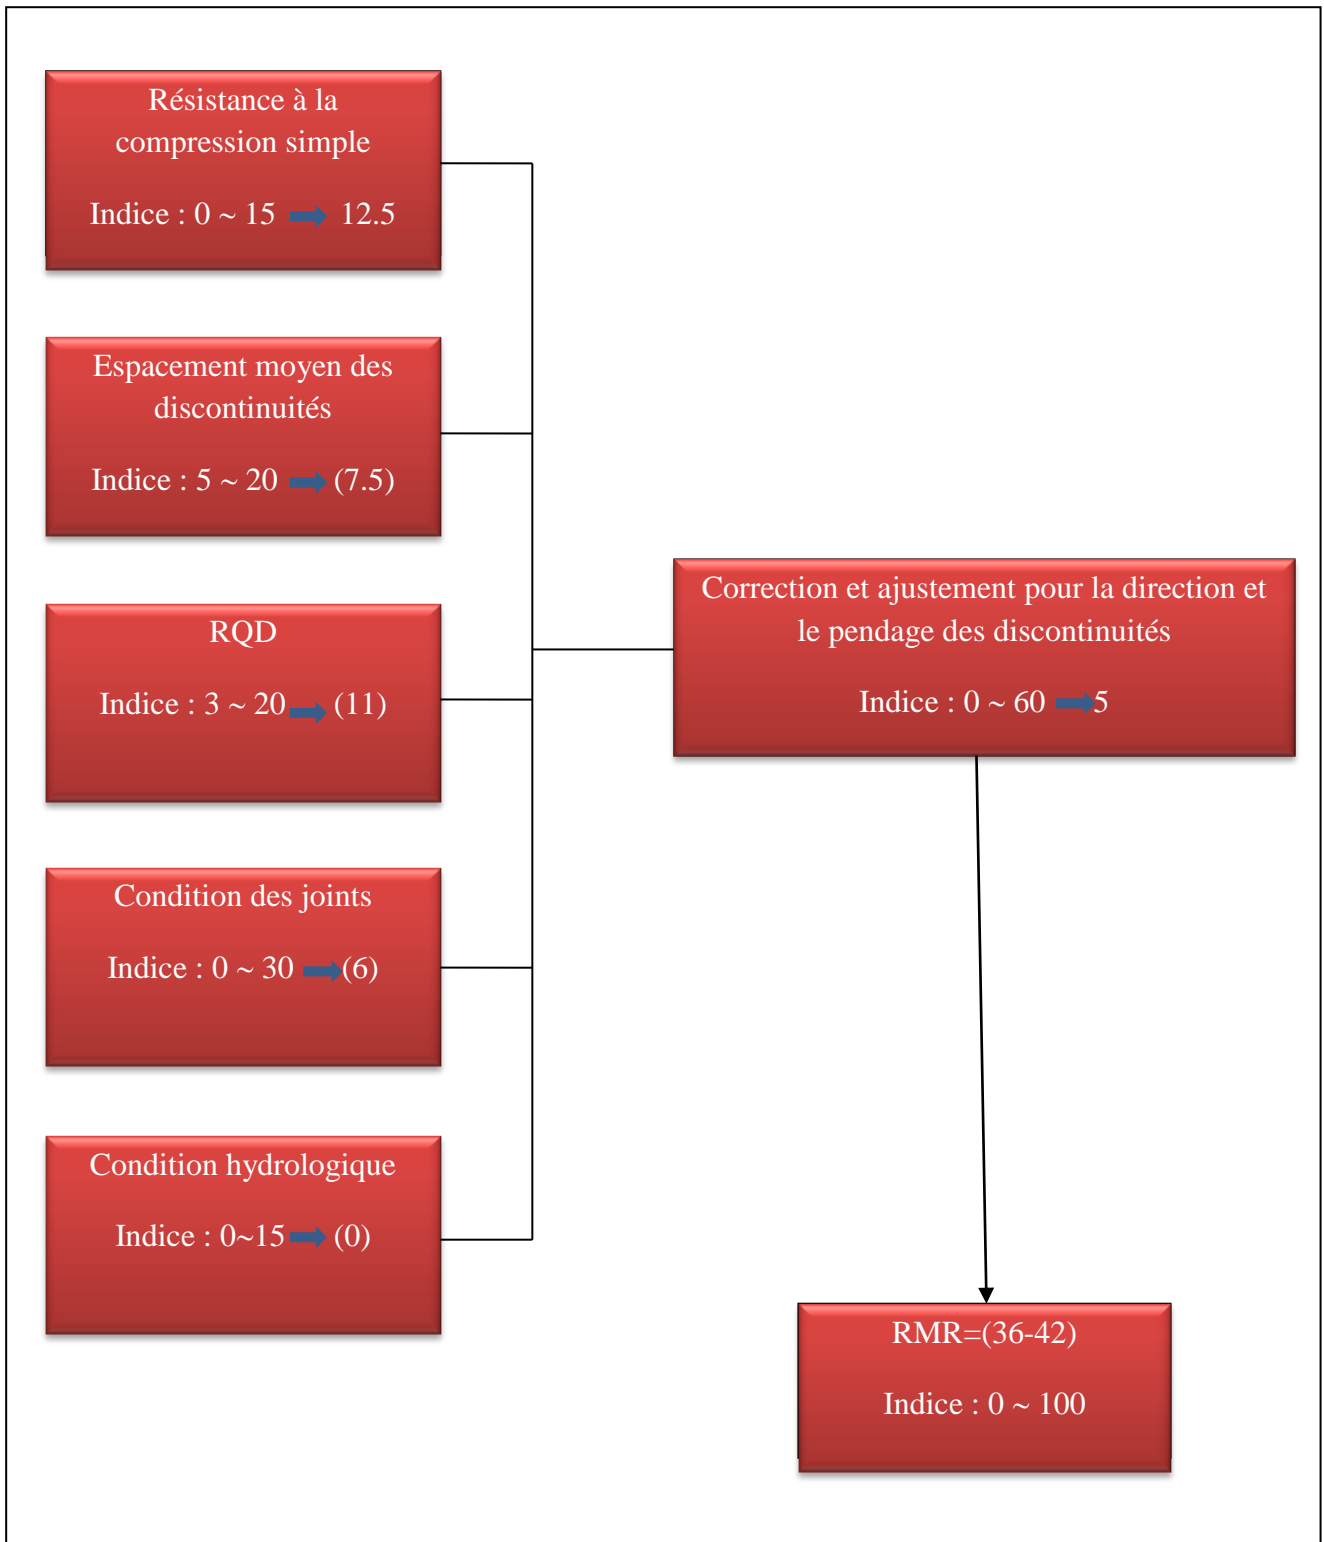 Résistance à la
compression simple
Indice : 0 ~ 15 12.5
Espacement moyen des
discontinuités
Indice : 5 ~ 20 (7.5)
RQD
Indice : 3 ~ 20 (11)
Condition des joints
Indice : 0 ~ 30 (6)
Condition hydrologique
Indice : 0~15 (0)
Correction et ajustement pour la direction et
le pendage des discontinuités
Indice : 0 ~ 60 5
RMR=(36-42)
Indice : 0 ~ 100